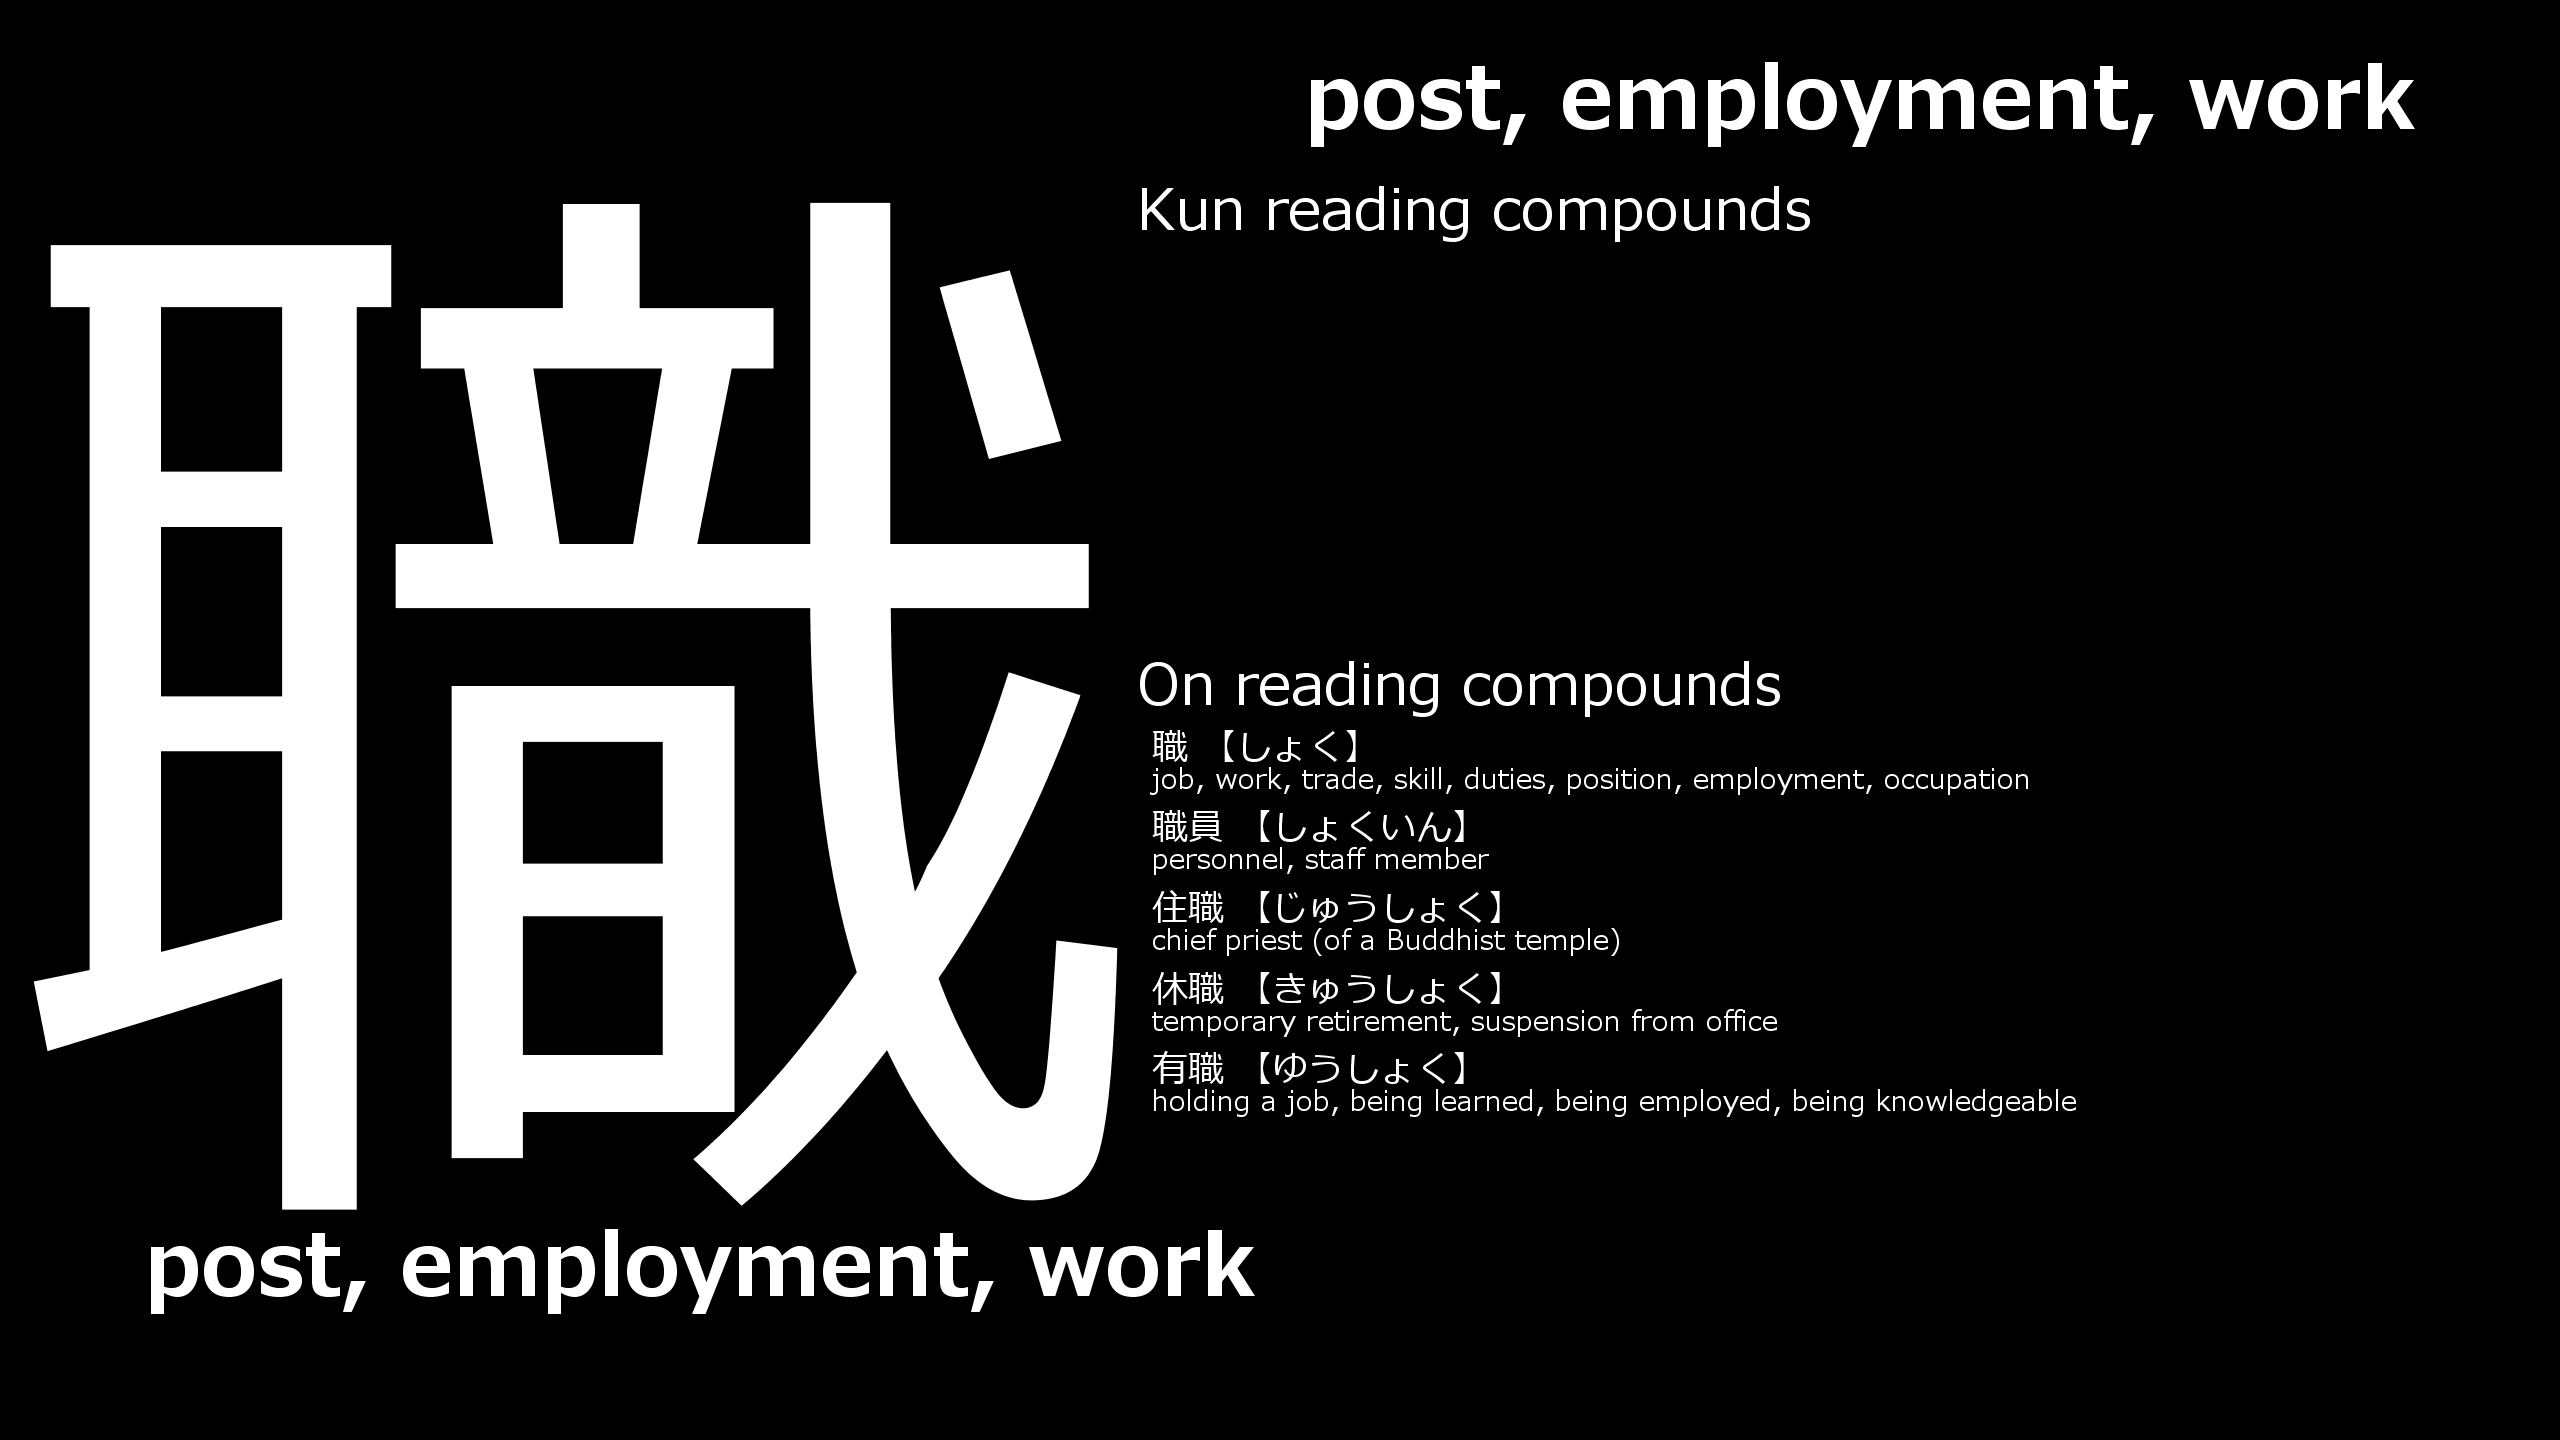 post, employment, work
職
Kun reading compounds
On reading compounds
職 【しょく】
job, work, trade, skill, duties, position, employment, occupation
職員 【しょくいん】
personnel, staff member
住職 【じゅうしょく】
chief priest (of a Buddhist temple)
休職 【きゅうしょく】
temporary retirement, suspension from office
有職 【ゆうしょく】
holding a job, being learned, being employed, being knowledgeable
post, employment, work